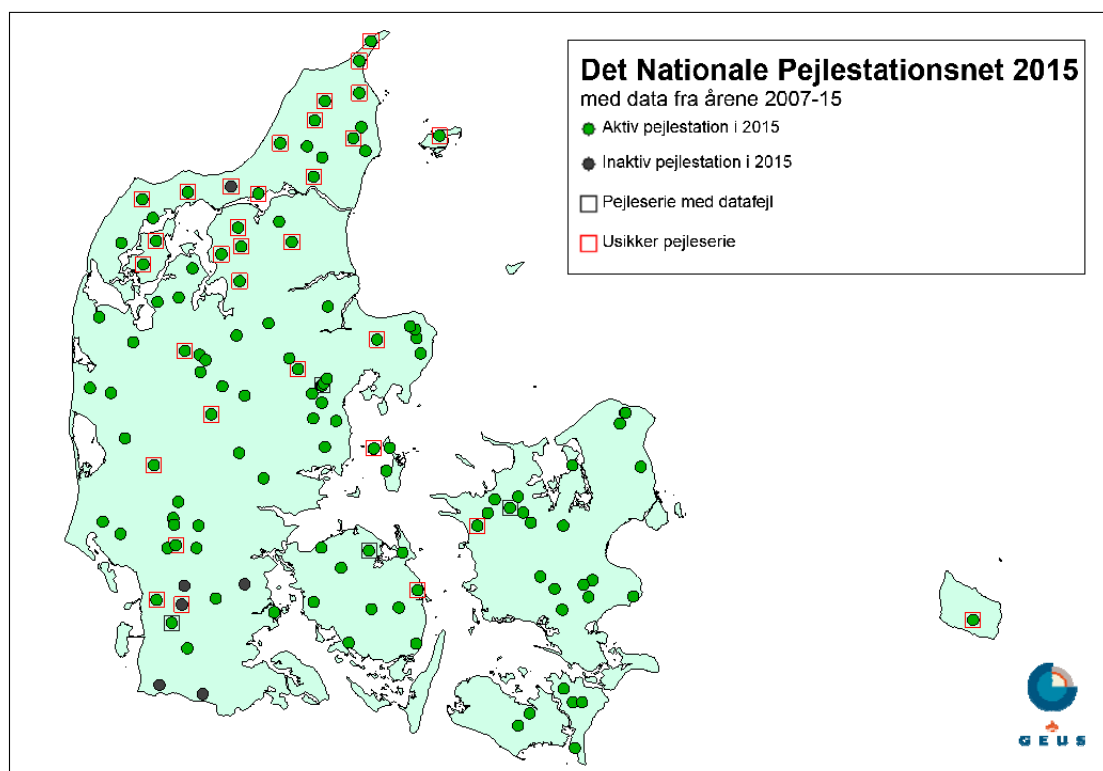 Det Nationale Pejlestationsnet 2015
med data fra årene 2007-15
Aktiv pejlestation i 2015
Inaktiv pejlestation i 2015
Pejleserie med datafejl
Usikker pejleserie
GEUS